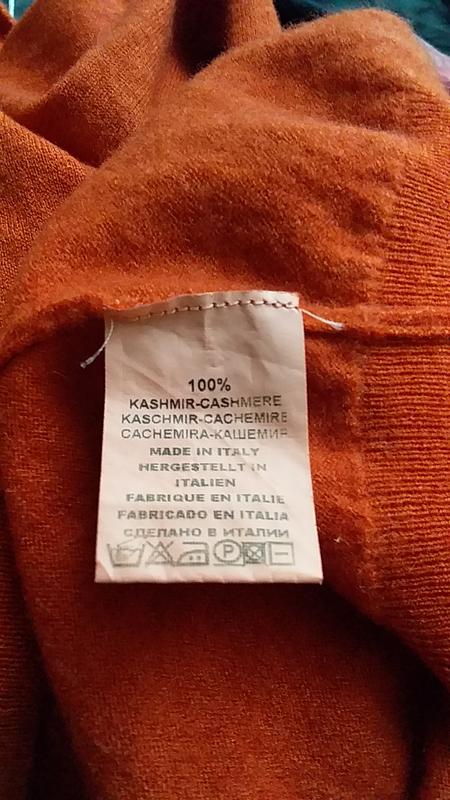 100%
KASHMIR-CASHMERE
KASCHMIR-CACHEMIRE
CACHEMIRA-КАШЕМИР
MADE IN ITALY
HERGESTELLT IN
ITALIEN
FABRIQUE EN ITALIE
FABRICADO EN ITALIA
СДЕЛАНО В ИТАЛИИ
P